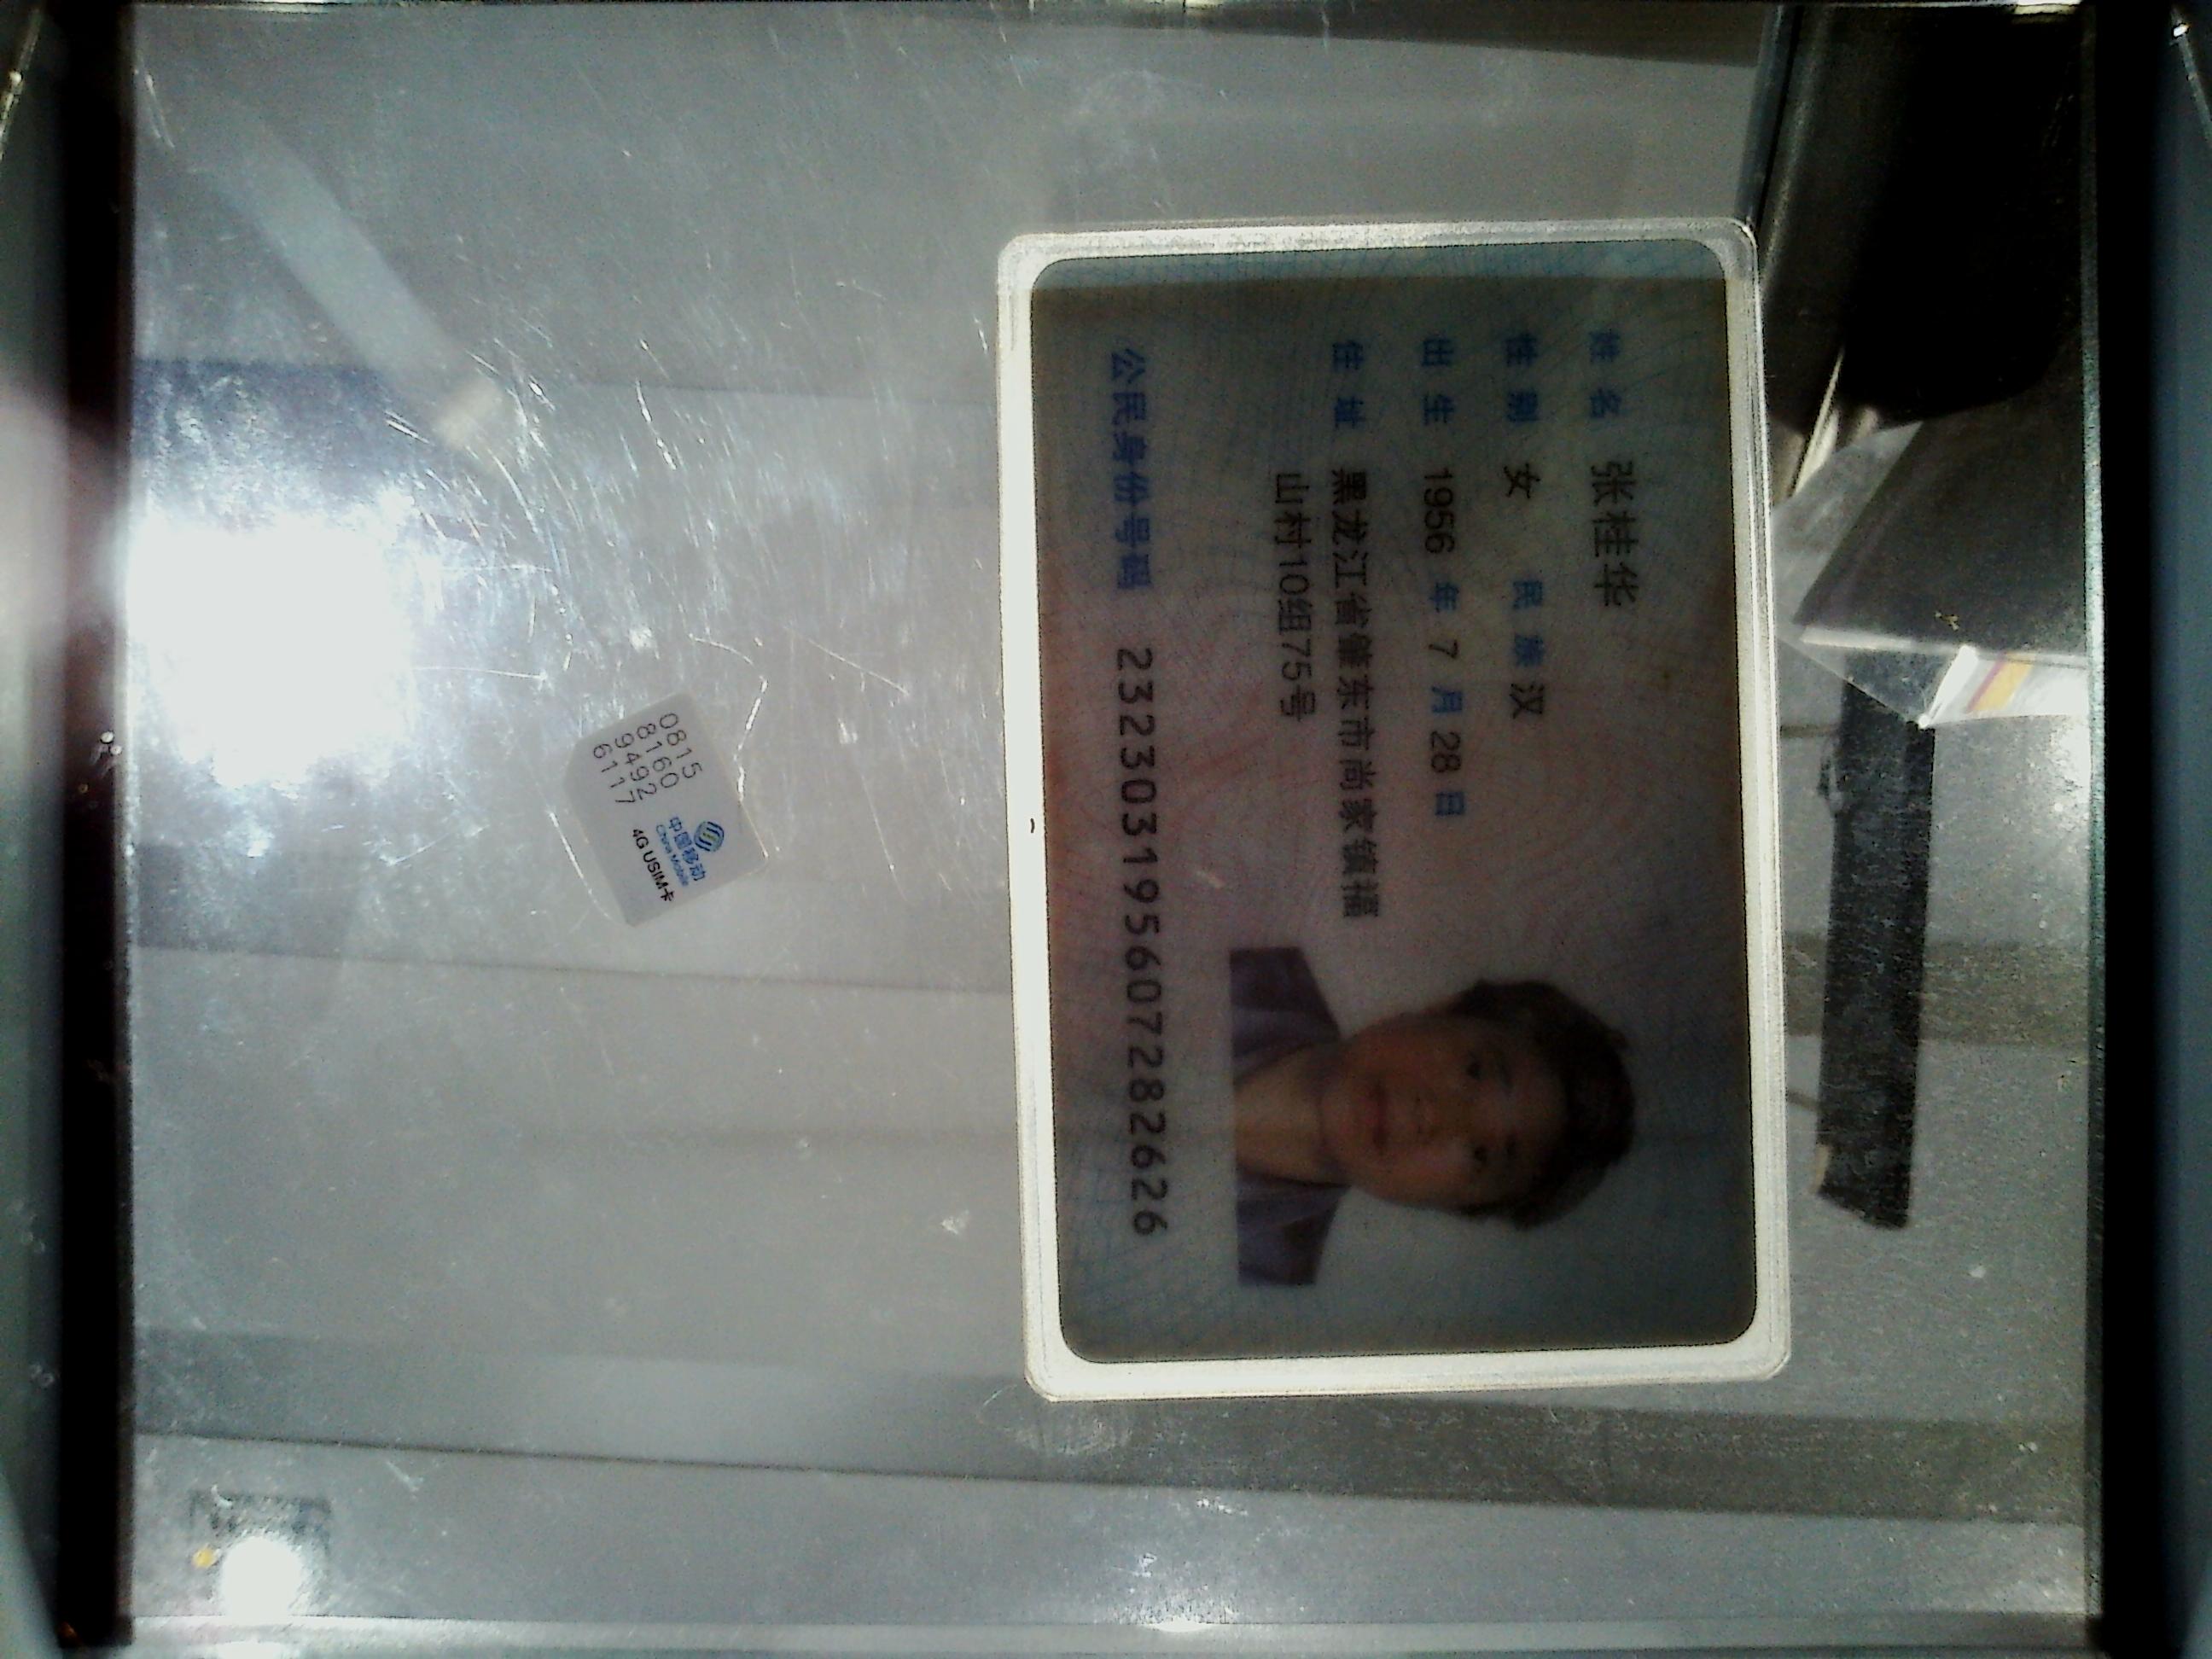 姓名 张桂华
性别 女 民族 汉
出生 1956 年 7 月 28 日
住址 黑龙江省肇东市尚家镇福
山村10组75号
公民身份号码 232303195607282626
0815
8160
9492
6117
中国移动
China Mobile
4G USIM卡